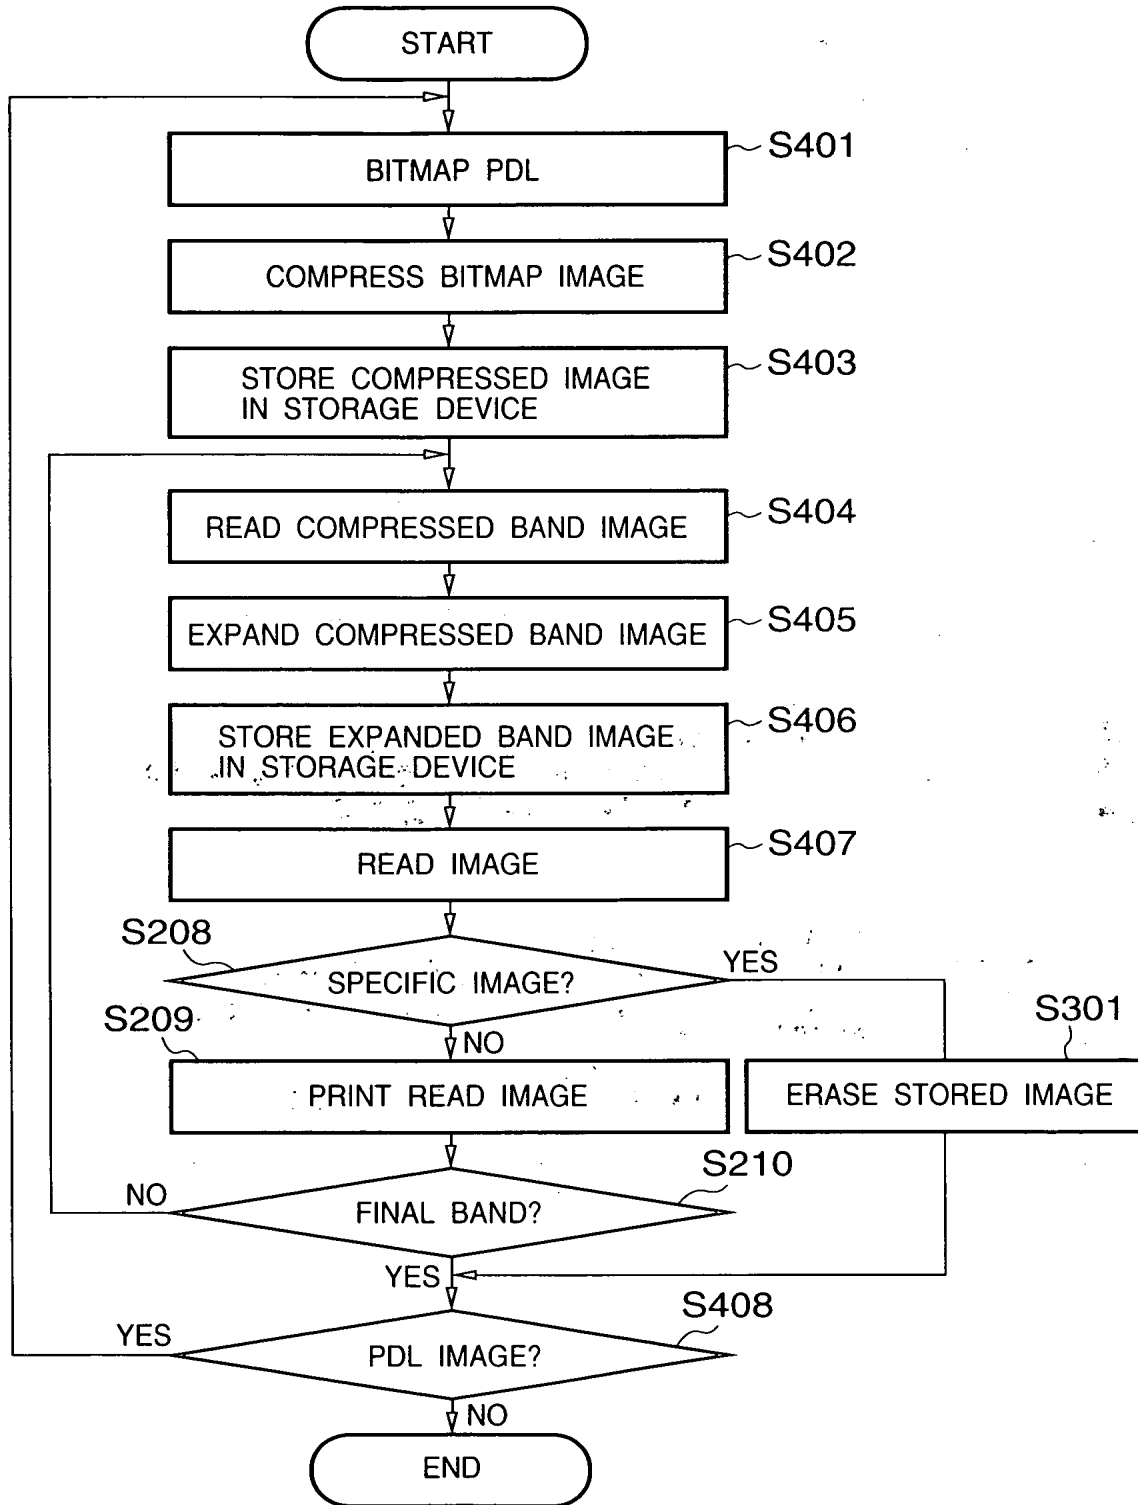 START
BITMAP PDL
S401
COMPRESS BITMAP IMAGE
S402
STORE COMPRESSED IMAGE
IN STORAGE DEVICE
S403
READ COMPRESSED BAND IMAGE
S404
EXPAND COMPRESSED BAND IMAGE
S405
STORE EXPANDED BAND IMAGE
IN STORAGE DEVICE
S406
READ IMAGE
S407
S208
SPECIFIC IMAGE?
YES
NO
S209
PRINT READ IMAGE
S301
ERASE STORED IMAGE
S210
FINAL BAND?
NO
YES
S408
PDL IMAGE?
YES
NO
END